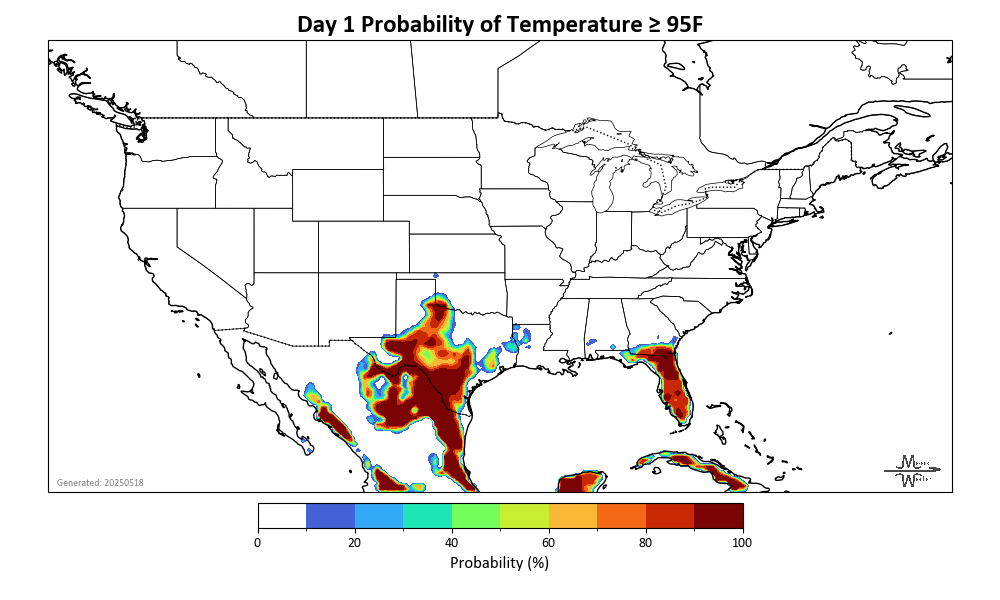 Day 1 Probability of Temperature ≥ 95F
Generated: 20250518
0 20 40 60 80 100
Probability (%)